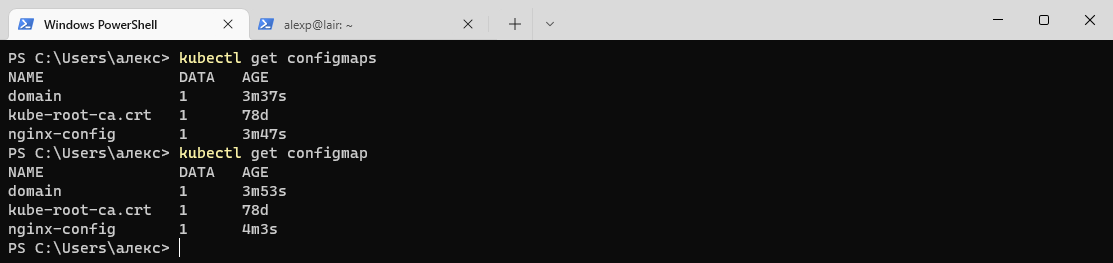 Windows PowerShell
alexp@lair: ~
PS C:\Users\алекс> kubectl get configmaps
NAME DATA AGE
domain 1 3m37s
kube-root-ca.crt 1 78d
nginx-config 1 3m47s
PS C:\Users\алекс> kubectl get configmap
NAME DATA AGE
domain 1 3m53s
kube-root-ca.crt 1 78d
nginx-config 1 4m3s
PS C:\Users\алекс>